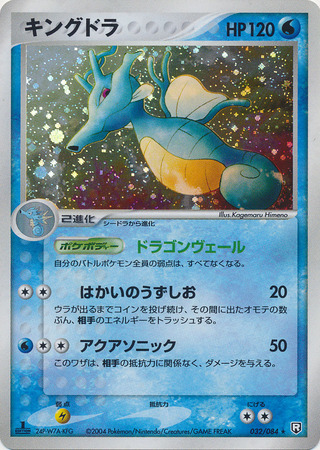 キングドラ HP120
Illus.Kagemaru Himeno
2進化 シードラから進化
ポケボディー ドラゴンヴェール
自分のバトルポケモン全員の弱点は、すべてなくなる。
はかいのうずしお 20
ウラが出るまでコインを投げ続け、その間に出たオモテの数
ぶん、相手のエネルギーをトラッシュする。
アクアソニック 50
このワザは、相手の抵抗力に関係なく、ダメージを与える。
弱点 抵抗力 にげる
1 EDITION 74F-W7A-KFG ©2004 Pokémon/Nintendo/Creatures/GAME FREAK. 032/084 ★ R